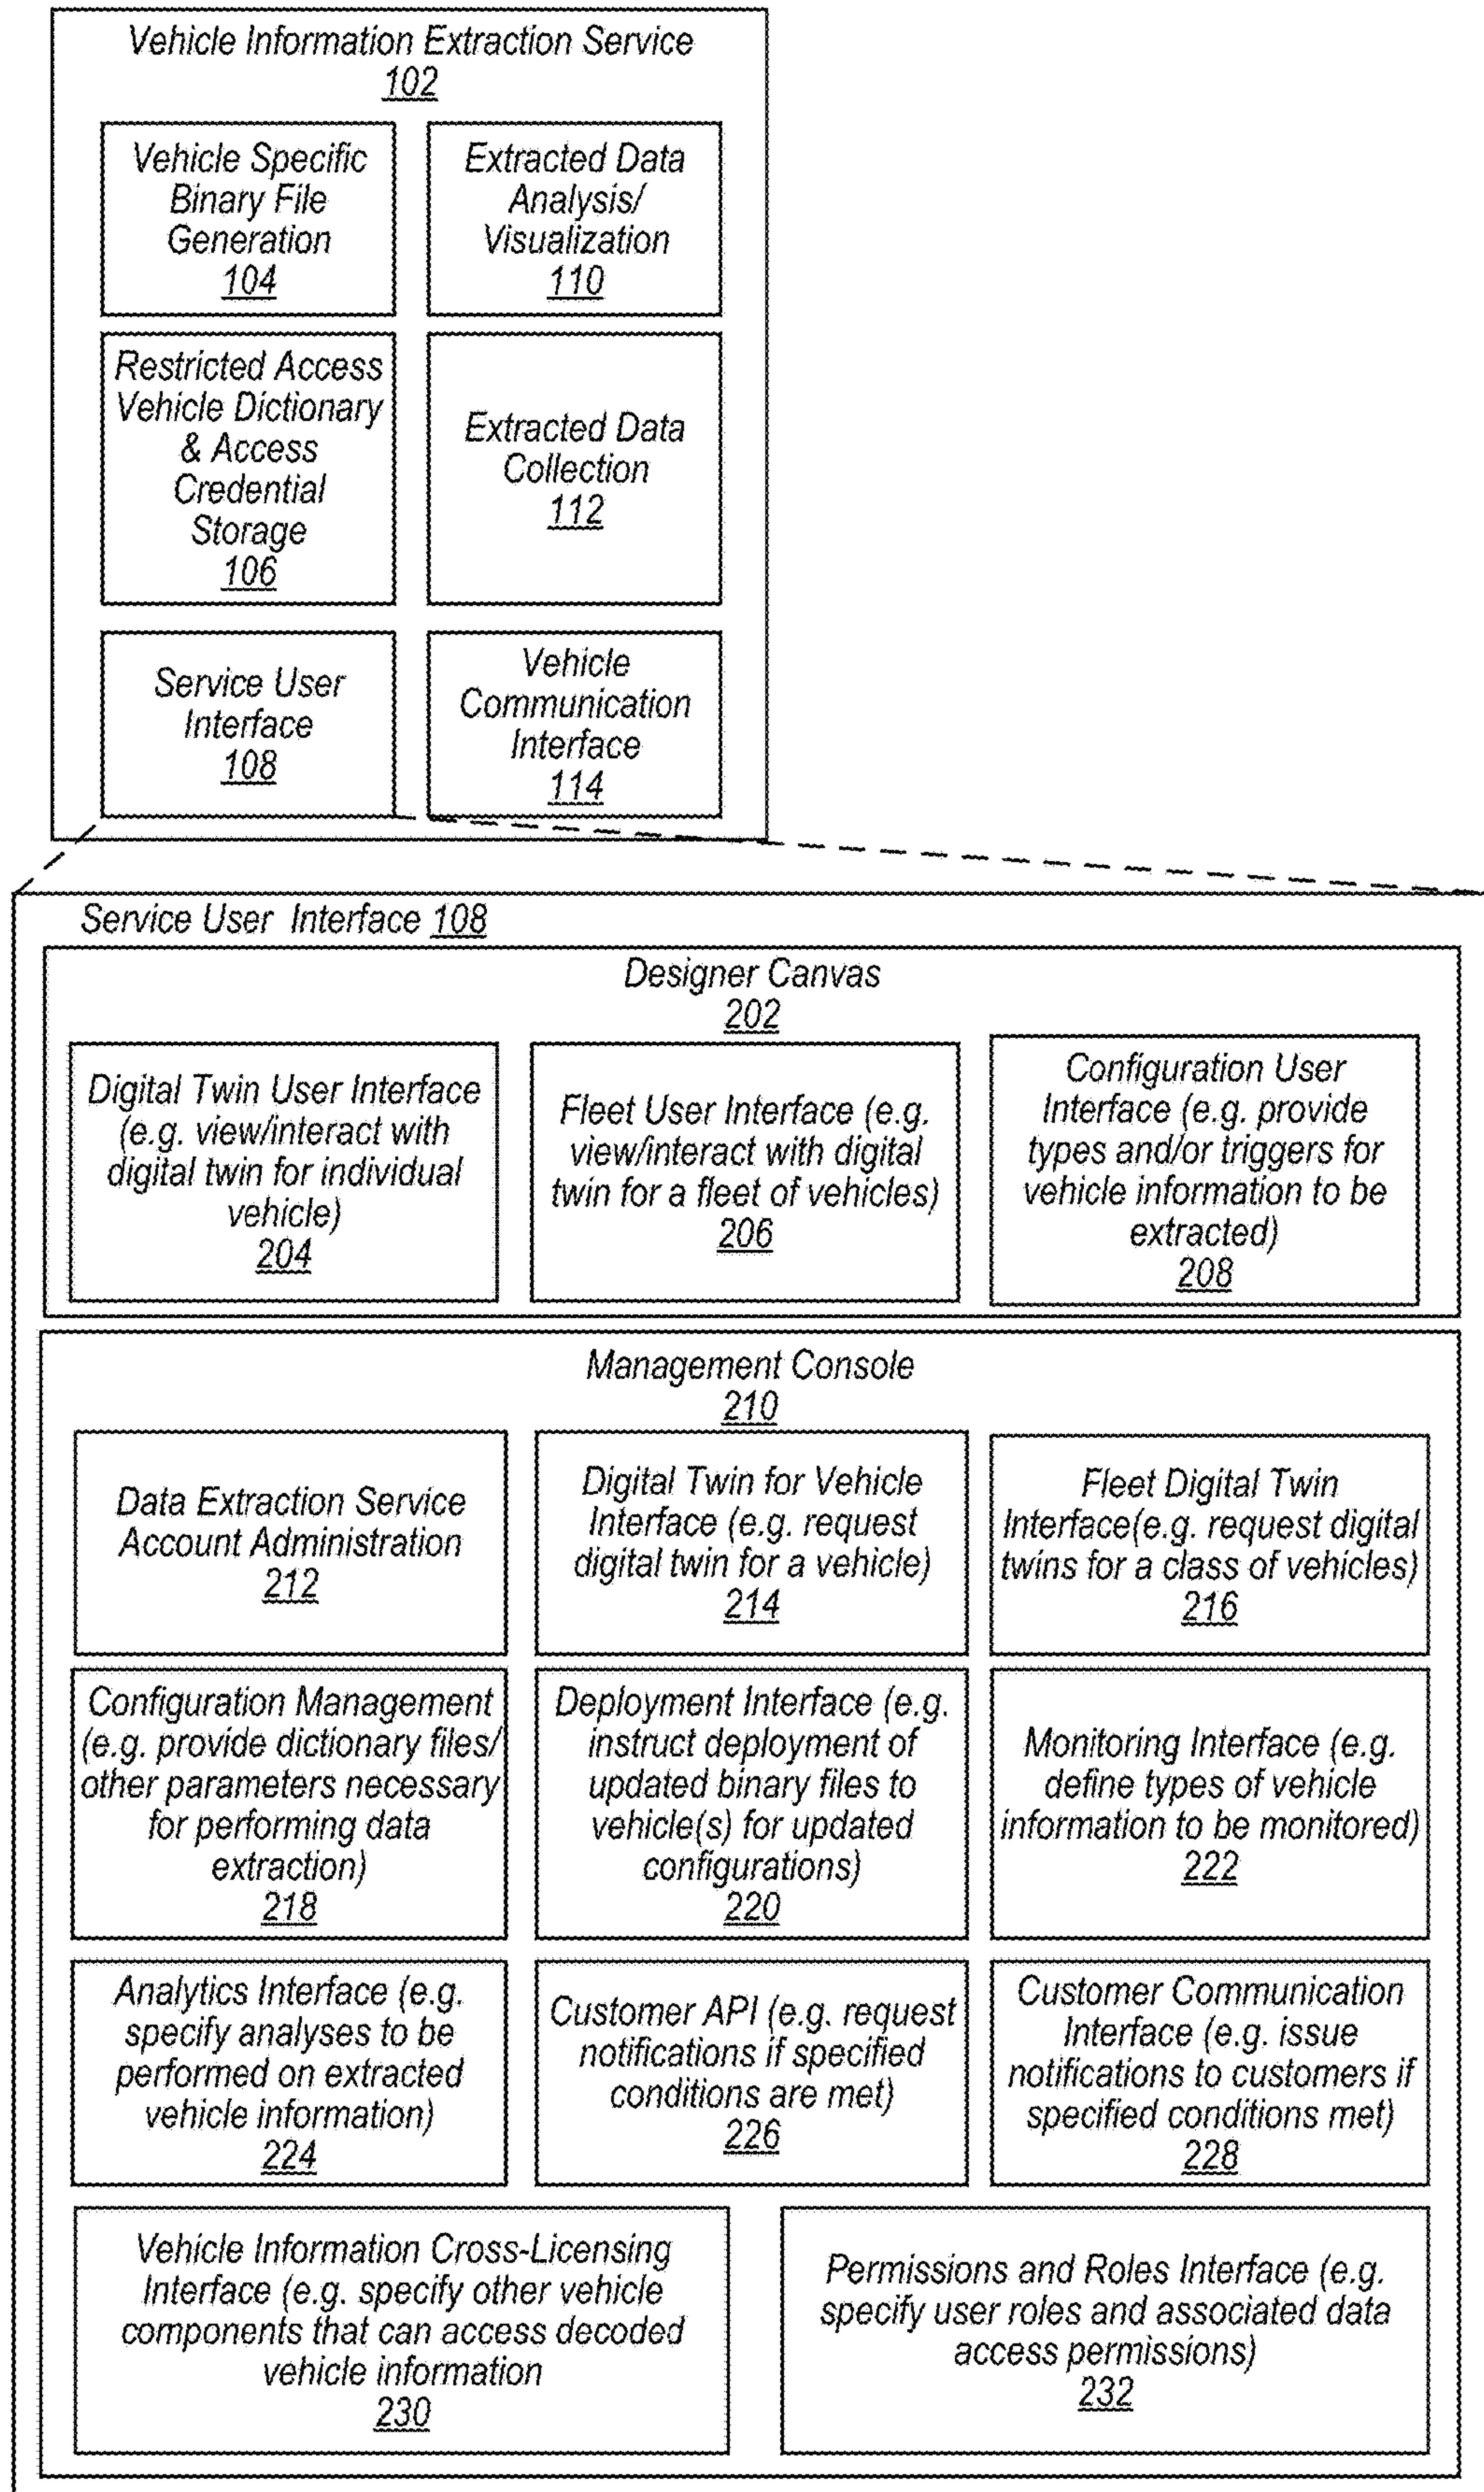 Vehicle Information Extraction Service
102
Vehicle Specific
Binary File
Generation
104
Extracted Data
Analysis/
Visualization
110
Restricted Access
Vehicle Dictionary
& Access
Credential
Storage
106
Extracted Data
Collection
112
Service User
Interface
108
Vehicle
Communication
Interface
114
Service User Interface 108
Designer Canvas
202
Digital Twin User Interface
(e.g. view/interact with
digital twin for individual
vehicle)
204
Fleet User Interface (e.g.
view/interact with digital
twin for a fleet of vehicles)
206
Configuration User
Interface (e.g. provide
types and/or triggers for
vehicle information to be
extracted)
208
Management Console
210
Data Extraction Service
Account Administration
212
Digital Twin for Vehicle
Interface (e.g. request
digital twin for a vehicle)
214
Fleet Digital Twin
Interface(e.g. request digital
twins for a class of vehicles)
216
Configuration Management
(e.g. provide dictionary files/
other parameters necessary
for performing data
extraction)
218
Deployment Interface (e.g.
instruct deployment of
updated binary files to
vehicle(s) for updated
configurations)
220
Monitoring Interface (e.g.
define types of vehicle
information to be monitored)
222
Analytics Interface (e.g.
specify analyses to be
performed on extracted
vehicle information)
224
Customer API (e.g. request
notifications if specified
conditions are met)
226
Customer Communication
Interface (e.g. issue
notifications to customers if
specified conditions met)
228
Vehicle Information Cross-Licensing
Interface (e.g. specify other vehicle
components that can access decoded
vehicle information
230
Permissions and Roles Interface (e.g.
specify user roles and associated data
access permissions)
232